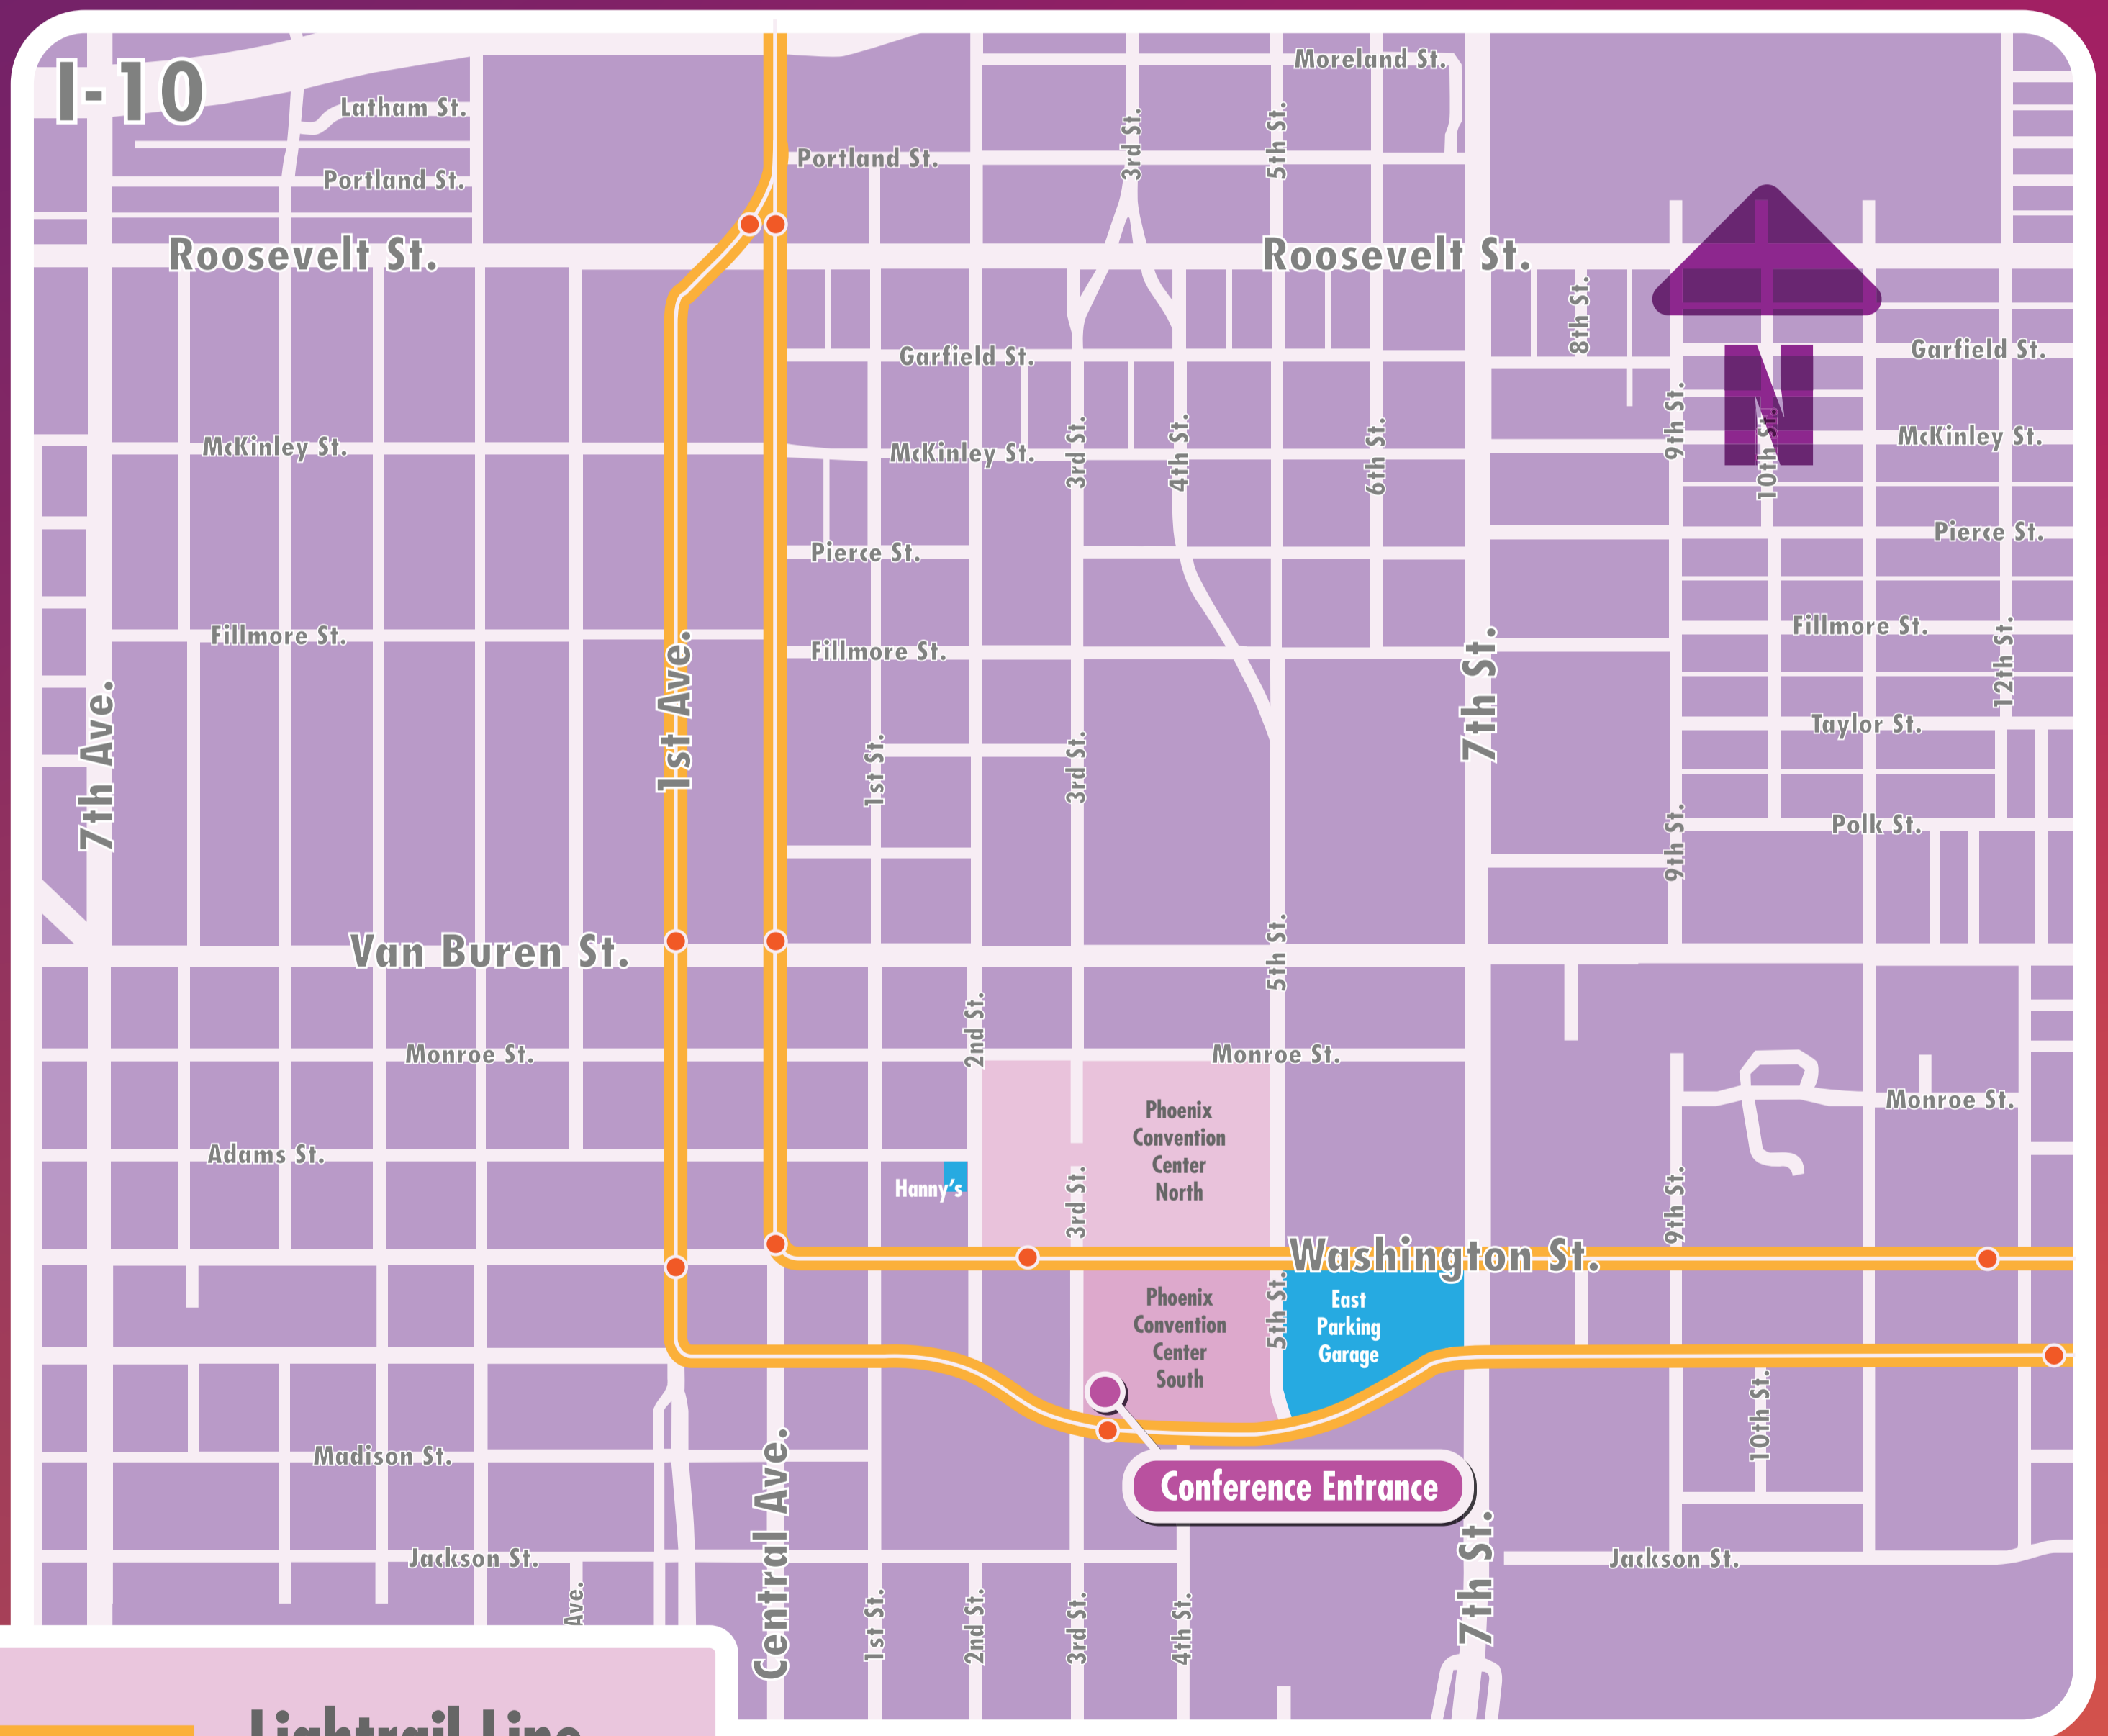 Moreland St.
I-10
Latham St.
3rd St.
5th St.
Portland St.
Portland St.
Roosevelt St.
Roosevelt St.
8th St.
Garfield St.
Garfield St.
N
9th St.
10th St.
McKinley St.
McKinley St.
McKinley St.
3rd St.
4th St.
6th St.
Pierce St.
Pierce St.
Fillmore St.
Fillmore St.
Fillmore St.
12th St.
7th Ave.
1st Ave.
7th St.
Taylor St.
1st St.
3rd St.
Polk St.
9th St.
Van Buren St.
5th St.
2nd St.
Monroe St.
Monroe St.
Monroe St.
Phoenix
Convention
Center
North
Adams St.
Hanny's
3rd St.
9th St.
Washington St.
Phoenix
Convention
Center
South
5th St.
East
Parking
Garage
10th St.
Madison St.
Conference Entrance
Central Ave.
7th St.
Jackson St.
Jackson St.
Ave.
1st St.
2nd St.
3rd St.
4th St.
Lightrail Line